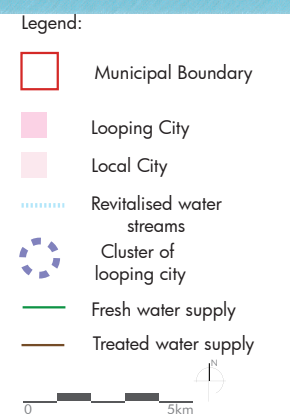 Legend:
Municipal Boundary
Looping City
Local City
Revitalised water
streams
Cluster of
looping city
Fresh water supply
Treated water supply
N
0 5km